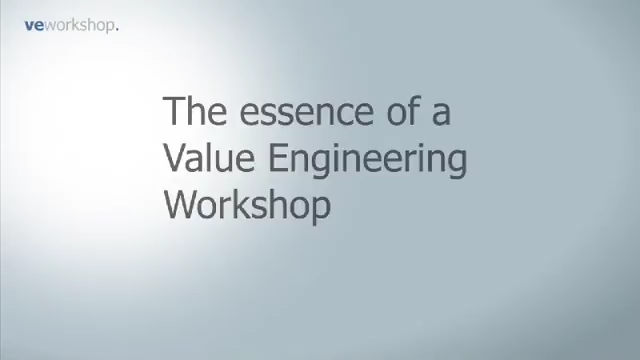 veworkshop.
The essence of a
Value Engineering
Workshop